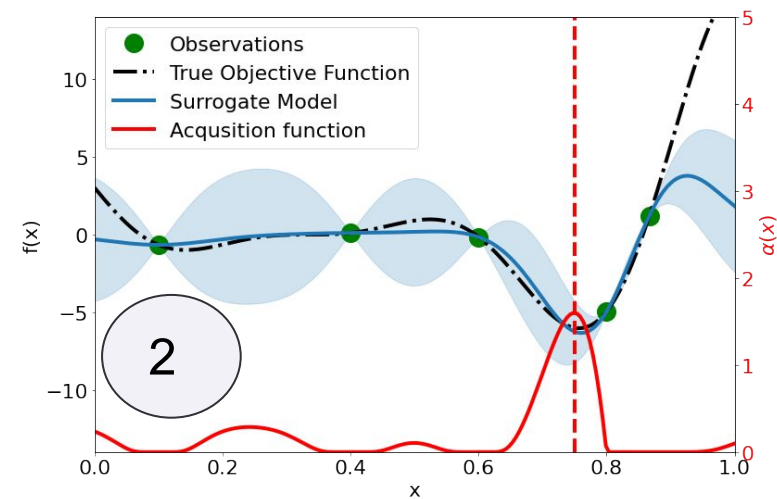 Observations
True Objective Function
Surrogate Model
Acqusition function
10
5
0
−5
−10
f(x)
5
4
3
2
1
0
α(x)
2
0.0 0.2 0.4 0.6 0.8 1.0
x